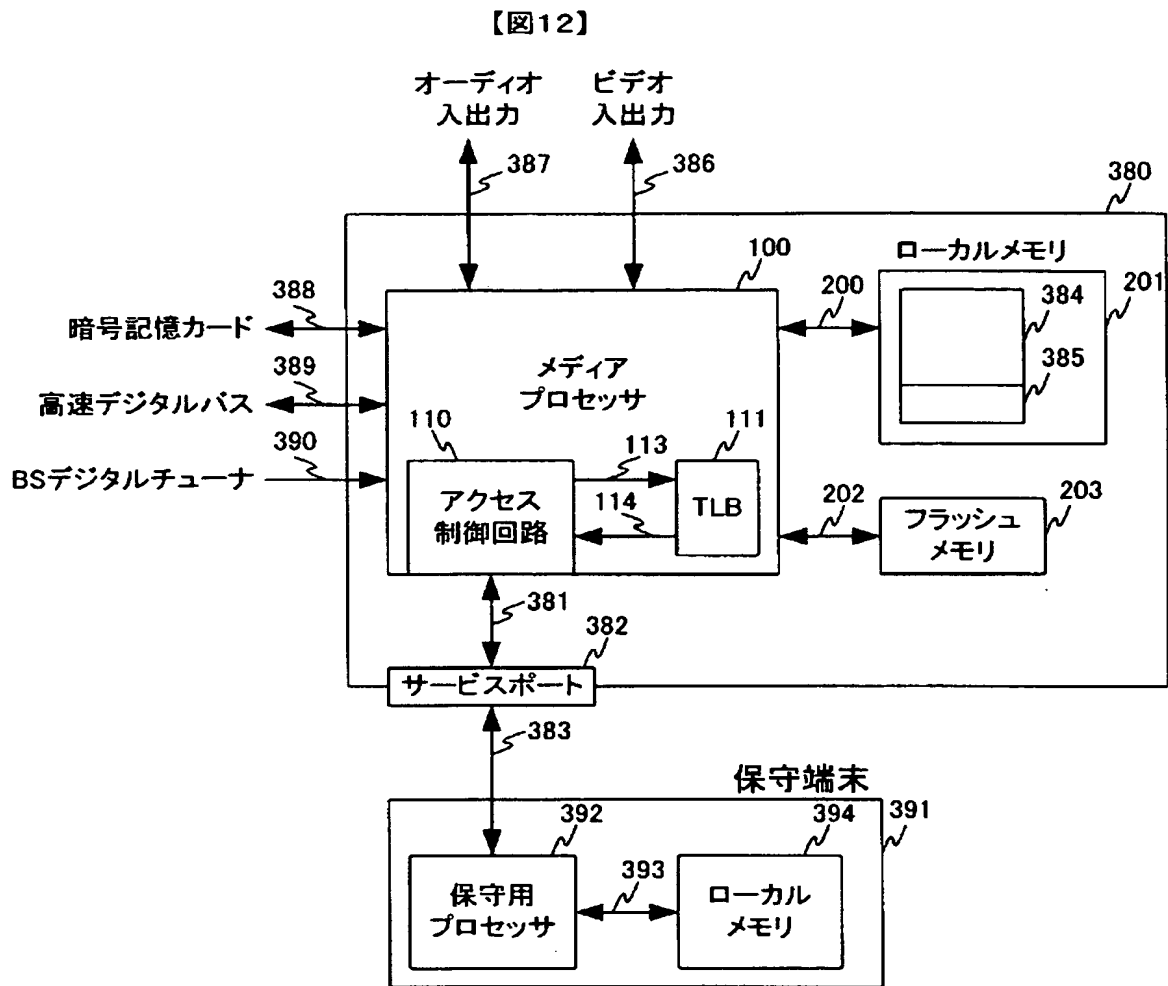 【図12】
オーディオ
入出力
ビデオ
入出力
387
386
380
ローカルメモリ
100
200
201
384
385
388
暗号記憶カード
389
高速デジタルバス
390
BSデジタルチューナ
メディア
プロセッサ
110
113
111
114
アクセス
制御回路
TLB
202
203
フラッシュ
メモリ
381
382
サービスポート
383
保守端末
392
394
391
393
保守用
プロセッサ
ローカル
メモリ